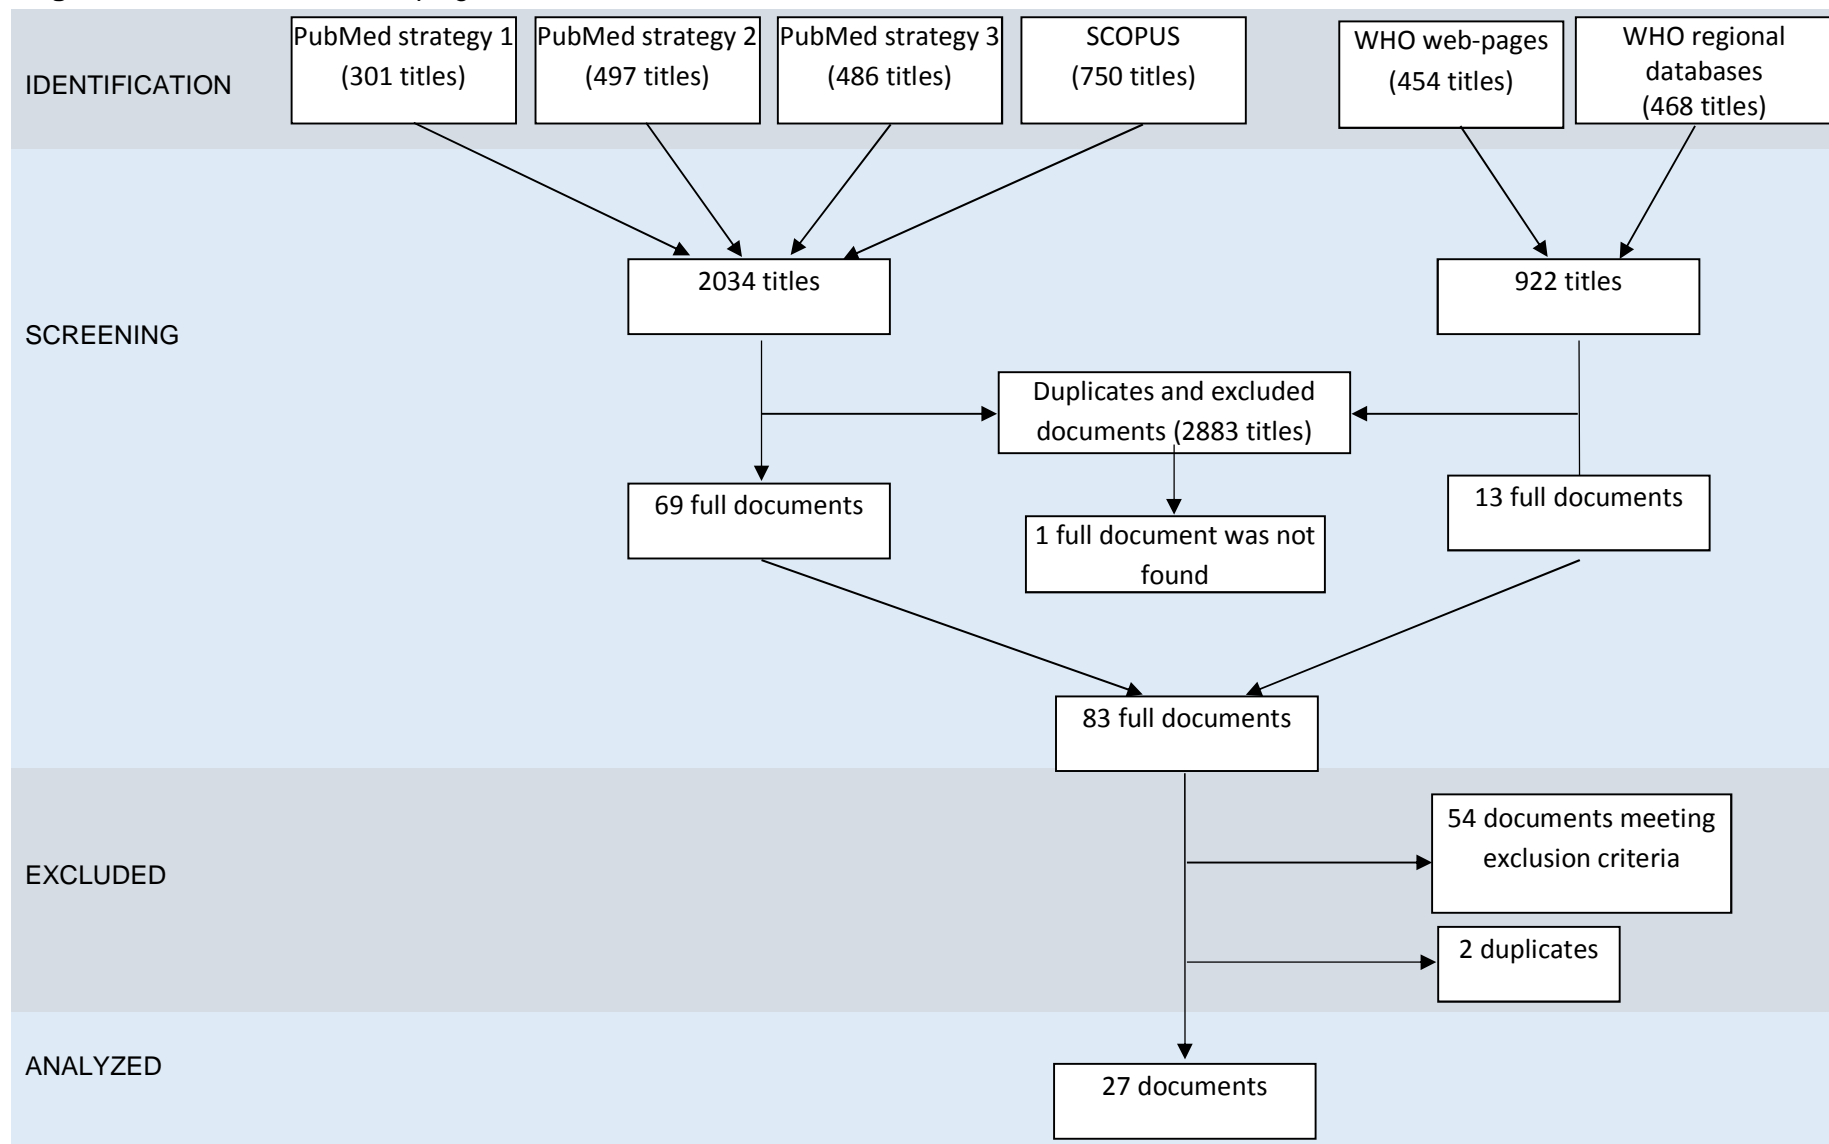 IDENTIFICATION
PubMed strategy 1
(301 titles)
PubMed strategy 2
(497 titles)
PubMed strategy 3
(486 titles)
SCOPUS
(750 titles)
WHO web-pages
(454 titles)
WHO regional
databases
(468 titles)
SCREENING
2034 titles
922 titles
Duplicates and excluded
documents (2883 titles)
69 full documents
1 full document was not
found
13 full documents
83 full documents
EXCLUDED
54 documents meeting
exclusion criteria
2 duplicates
ANALYZED
27 documents